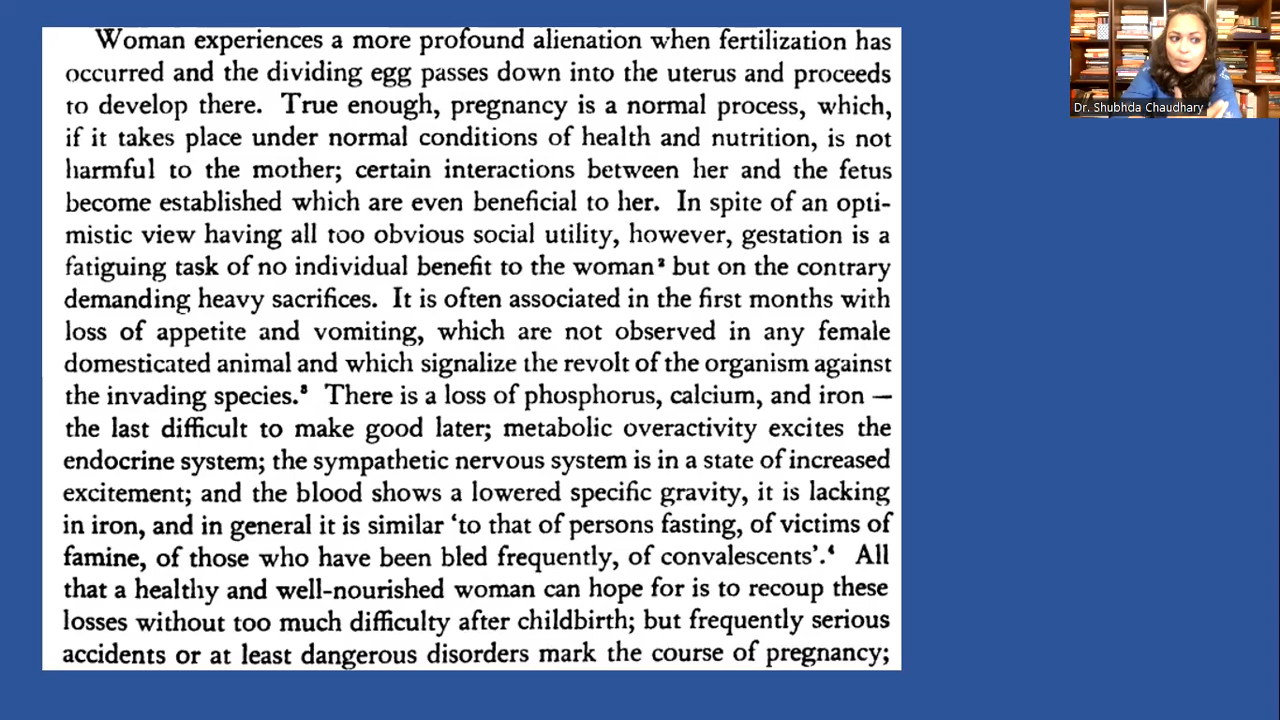 Woman experiences a more profound alienation when fertilization has
occurred and the dividing egg passes down into the uterus and proceeds
to develop there. True enough, pregnancy is a normal process, which,
if it takes place under normal conditions of health and nutrition, is not
harmful to the mother; certain interactions between her and the fetus
become established which are even beneficial to her. In spite of an opti-
mistic view having all too obvious social utility, however, gestation is a
fatiguing task of no individual benefit to the woman² but on the contrary
demanding heavy sacrifices. It is often associated in the first months with
loss of appetite and vomiting, which are not observed in any female
domesticated animal and which signalize the revolt of the organism against
the invading species.³ There is a loss of phosphorus, calcium, and iron —
the last difficult to make good later; metabolic overactivity excites the
endocrine system; the sympathetic nervous system is in a state of increased
excitement; and the blood shows a lowered specific gravity, it is lacking
in iron, and in general it is similar ‘to that of persons fasting, of victims of
famine, of those who have been bled frequently, of convalescents’.⁴ All
that a healthy and well-nourished woman can hope for is to recoup these
losses without too much difficulty after childbirth; but frequently serious
accidents or at least dangerous disorders mark the course of pregnancy;
Dr. Shubhda Chaudhary